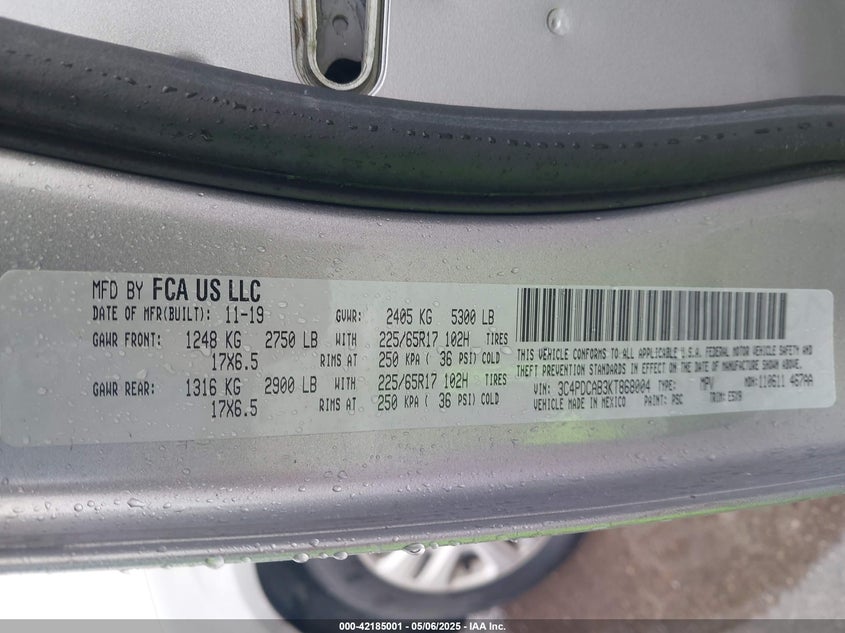 MFD BY FCA US LLC
DATE OF MFR(BUILT): 11-19 GVWR: 2405 KG 5300 LB
GAWR FRONT: 1248 KG 2750 LB WITH 225/65R17 102H TIRES
17X6.5 RIMS AT 250 KPA ( 36 PSI) COLD
GAWR REAR: 1316 KG 2900 LB WITH 225/65R17 102H TIRES
17X6.5 RIMS AT 250 KPA ( 36 PSI) COLD
THIS VEHICLE CONFORMS TO ALL APPLICABLE U.S.A. FEDERAL MOTOR VEHICLE SAFETY AND
THEFT PREVENTION STANDARDS IN EFFECT ON THE DATE OF MANUFACTURE SHOWN ABOVE.
VIN: 3C4PDCAB3KT868004 TYPE: MPV MDH: 110611 467AA
VEHICLE MADE IN MEXICO PAINT: PSC TRIM:
000-42185001 - 05/06/2025 - IAA Inc.